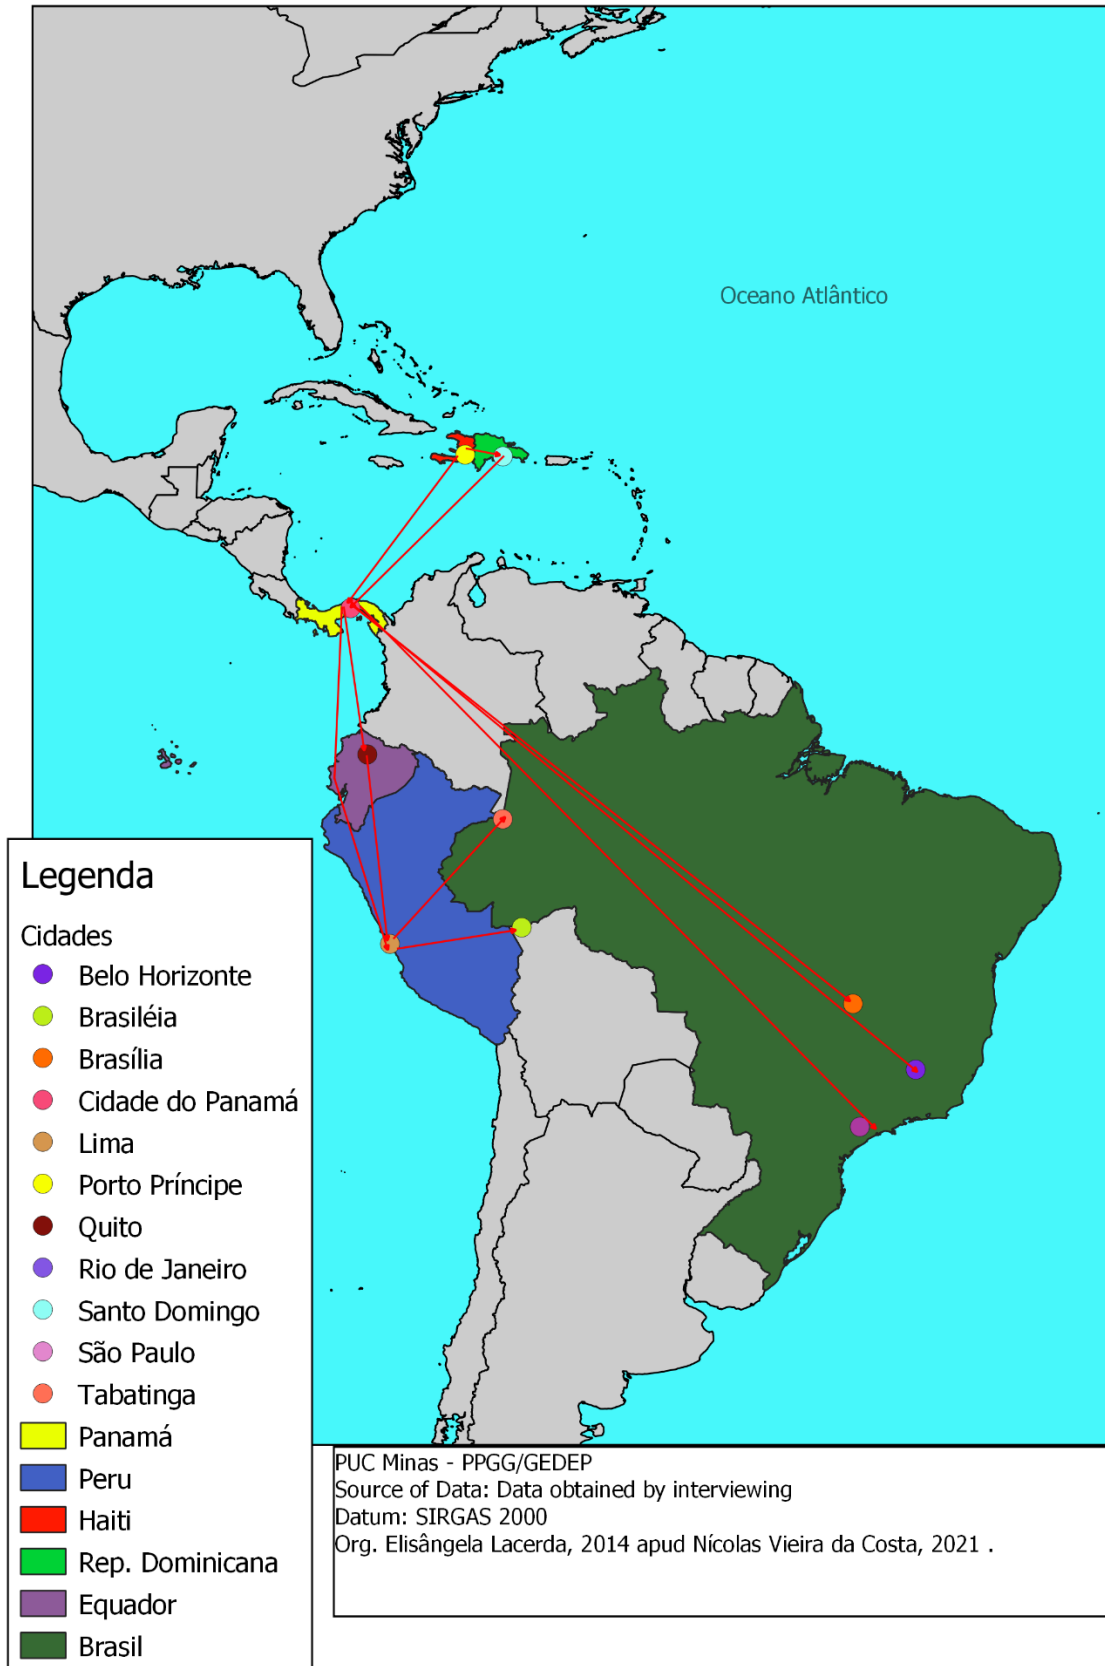 Oceano Atlântico
Legenda
Cidades
Belo Horizonte
Brasiléia
Brasília
Cidade do Panamá
Lima
Porto Príncipe
Quito
Rio de Janeiro
Santo Domingo
São Paulo
Tabatinga
Panamá
Peru
Haiti
Rep. Dominicana
Equador
Brasil
PUC Minas - PPGG/GEDEP
Source of Data: Data obtained by interviewing
Datum: SIRGAS 2000
Org. Elisângela Lacerda, 2014 apud Nícolas Vieira da Costa, 2021 .